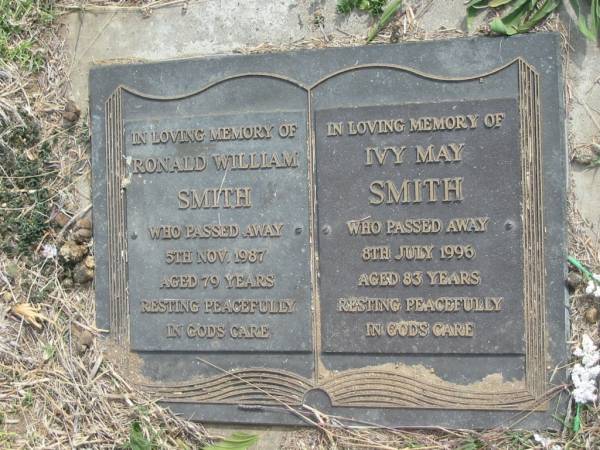 IN LOVING MEMORY OF
RONALD WILLIAM
SMITH
WHO PASSED AWAY
5TH NOV. 1987
AGED 79 YEARS
RESTING PEACEFULLY
IN GODS CARE
IN LOVING MEMORY OF
IVY MAY
SMITH
WHO PASSED AWAY
8TH JULY 1996
AGED 83 YEARS
RESTING PEACEFULLY
IN GODS CARE